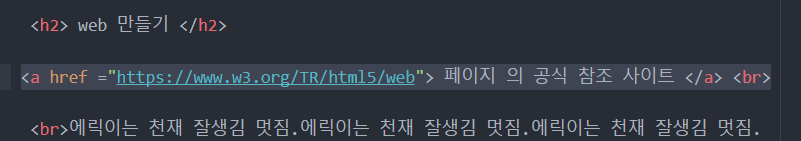 <h2> web 만들기 </h2>
<a href ="https://www.w3.org/TR/html5/web"> 페이지 의 공식 참조 사이트 </a> <br>
<br>에릭이는 천재 잘생김 멋짐.에릭이는 천재 잘생김 멋짐.에릭이는 천재 잘생김 멋짐.